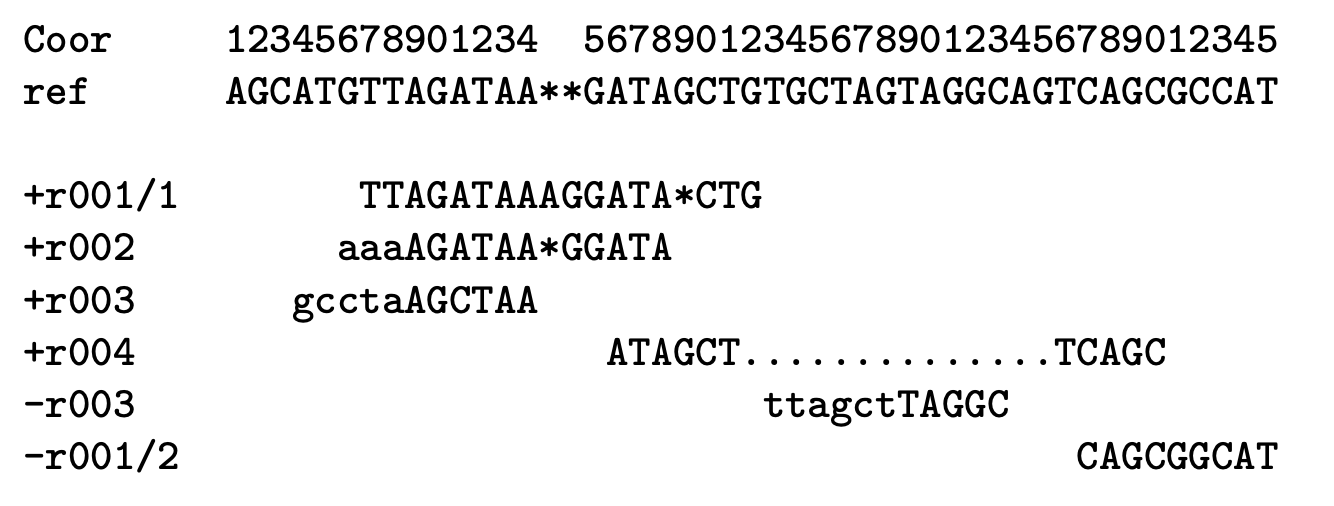 Coor     12345678901234  5678901234567890123456789012345
ref      AGCATGTTAGATAA**GATAGCTGTGCTAGTAGGCAGTCAGCGCCAT
+r001/1        TTAGATAAAGGATA*CTG
+r002         aaaAGATAA*GGATA
+r003       gcctaAGCTAA
+r004                     ATAGCT..............TCAGC
-r003                            ttagctTAGGC
-r001/2                                        CAGCGGCAT